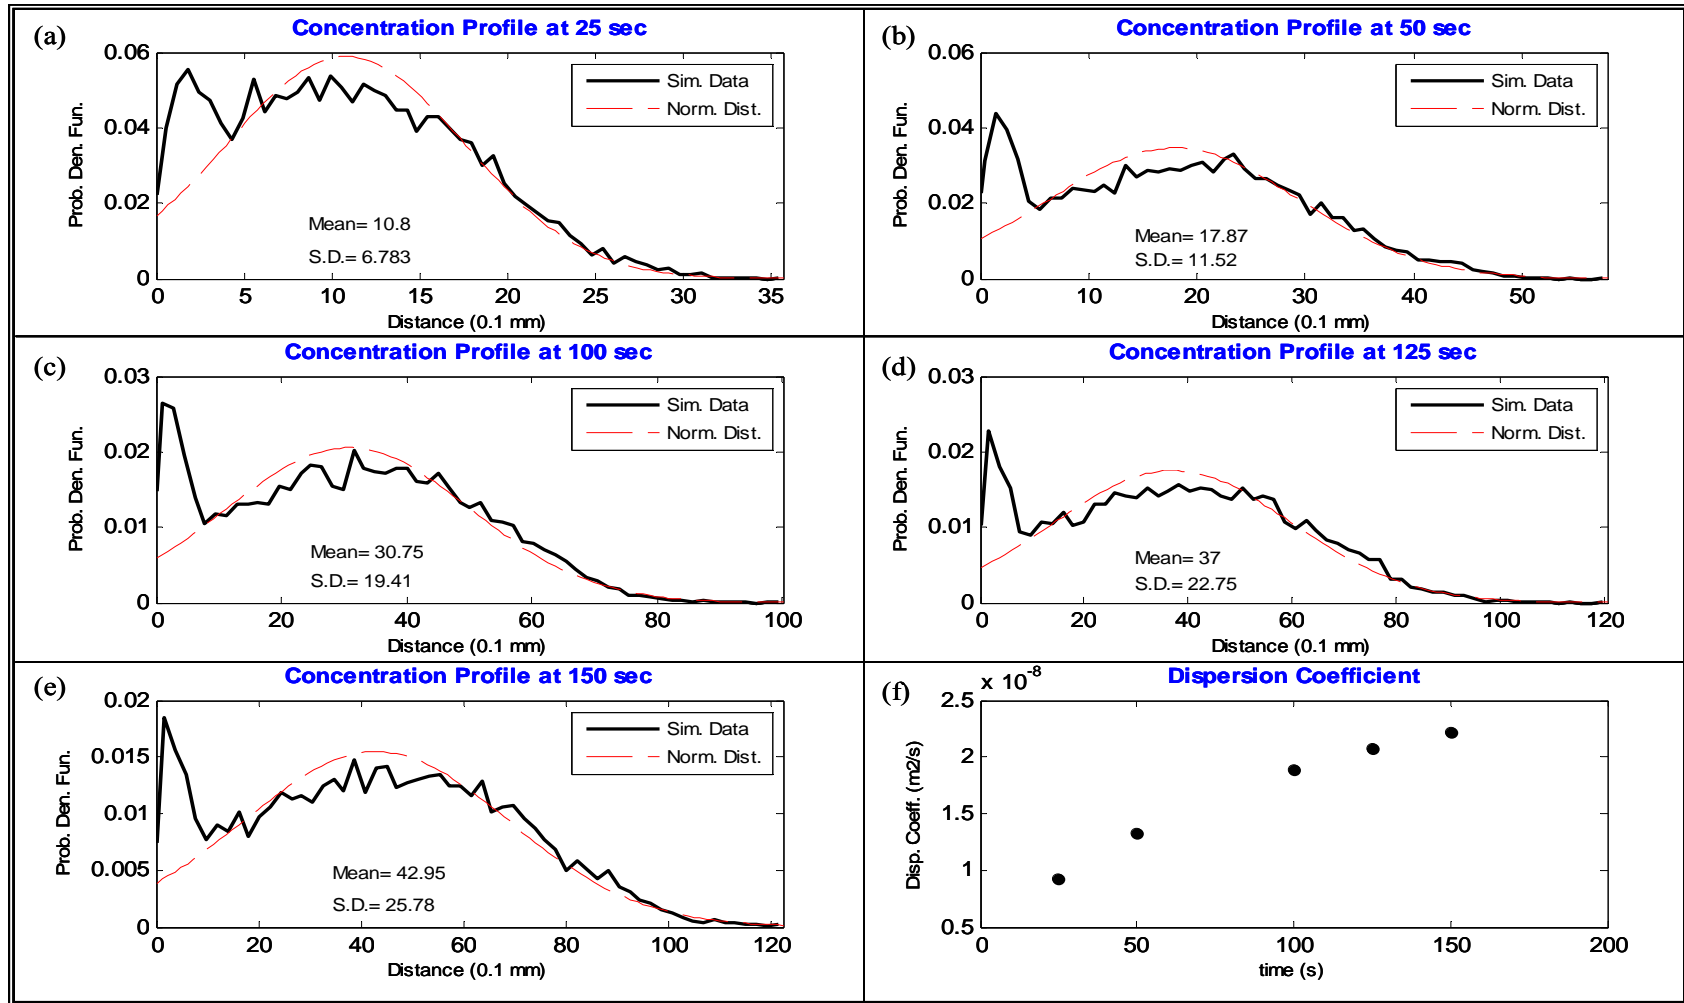 (a)
Concentration Profile at 25 sec
0.06
0.04
0.02
0
Prob. Den. Fun.
Sim. Data
Norm. Dist.
Mean= 10.8
S.D.= 6.783
0 5 10 15 20 25 30 35
Distance (0.1 mm)
(b)
Concentration Profile at 50 sec
0.06
0.04
0.02
0
Prob. Den. Fun.
Sim. Data
Norm. Dist.
Mean= 17.87
S.D.= 11.52
0 10 20 30 40 50
Distance (0.1 mm)
(c)
Concentration Profile at 100 sec
0.03
0.02
0.01
0
Prob. Den. Fun.
Sim. Data
Norm. Dist.
Mean= 30.75
S.D.= 19.41
0 20 40 60 80 100
Distance (0.1 mm)
(d)
Concentration Profile at 125 sec
0.03
0.02
0.01
0
Prob. Den. Fun.
Sim. Data
Norm. Dist.
Mean= 37
S.D.= 22.75
0 20 40 60 80 100 120
Distance (0.1 mm)
(e)
Concentration Profile at 150 sec
0.02
0.015
0.01
0.005
0
Prob. Den. Fun.
Sim. Data
Norm. Dist.
Mean= 42.95
S.D.= 25.78
0 20 40 60 80 100 120
Distance (0.1 mm)
(f)
x 10-8
Dispersion Coefficient
2.5
2
1.5
1
0.5
Disp. Coeff. (m2/s)
0 50 100 150 200
time (s)